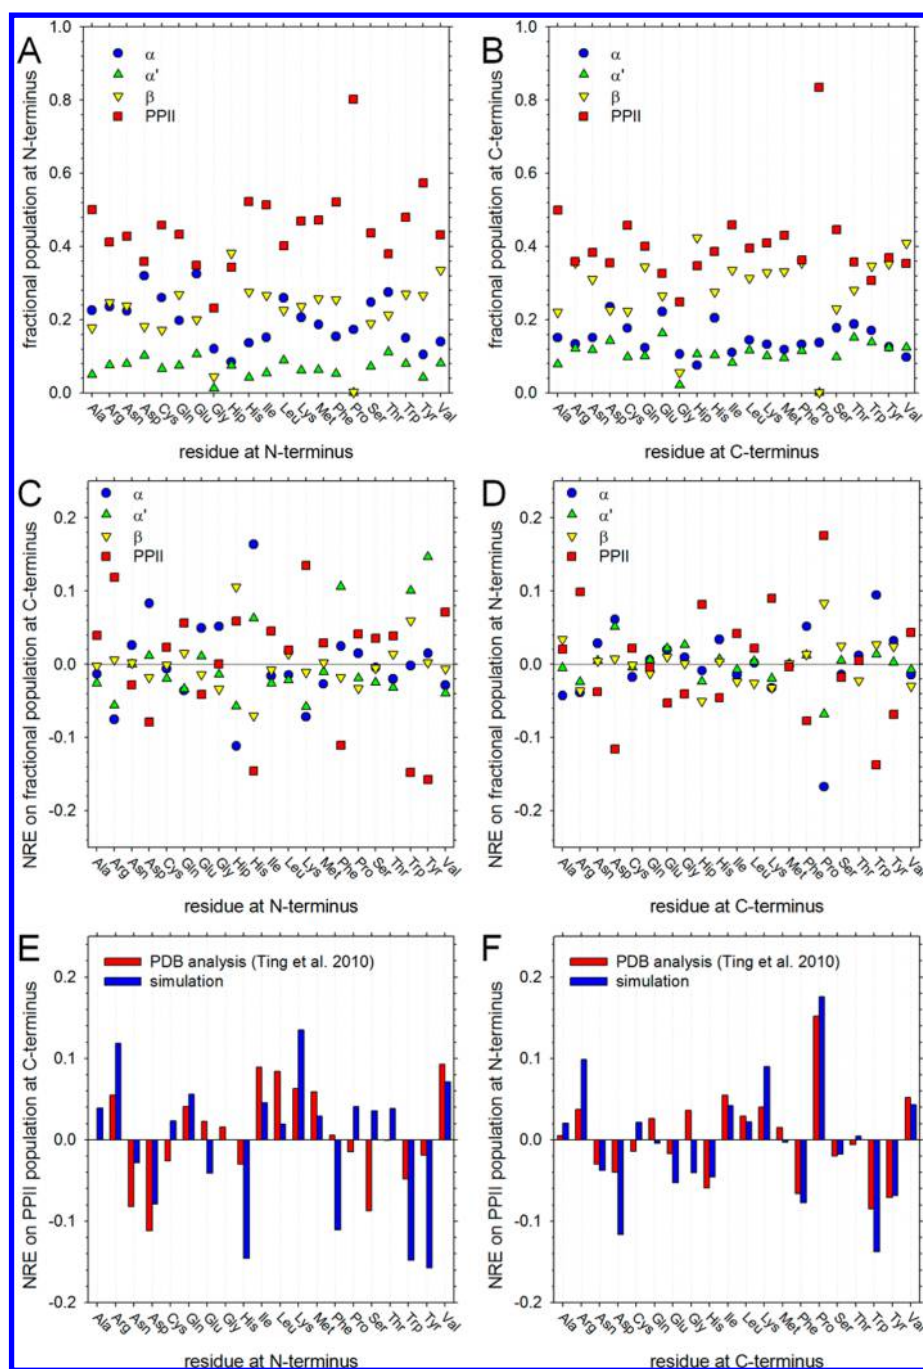 A
α
α'
β
PPII
fractional population at N-terminus
1.0
0.8
0.6
0.4
0.2
0.0
Ala
Arg
Asn
Asp
Cys
Gln
Glu
Gly
Hip
His
Ile
Leu
Lys
Met
Phe
Pro
Ser
Thr
Trp
Tyr
Val
residue at N-terminus
B
α
α'
β
PPII
fractional population at C-terminus
1.0
0.8
0.6
0.4
0.2
0.0
Ala
Arg
Asn
Asp
Cys
Gln
Glu
Gly
Hip
His
Ile
Leu
Lys
Met
Phe
Pro
Ser
Thr
Trp
Tyr
Val
residue at C-terminus
C
α
α'
β
PPII
NRE on fractional population at C-terminus
0.2
0.1
0.0
-0.1
-0.2
Ala
Arg
Asn
Asp
Cys
Gln
Glu
Gly
Hip
His
Ile
Leu
Lys
Met
Phe
Pro
Ser
Thr
Trp
Tyr
Val
residue at N-terminus
D
α
α'
β
PPII
NRE on fractional population at N-terminus
0.2
0.1
0.0
-0.1
-0.2
Ala
Arg
Asn
Asp
Cys
Gln
Glu
Gly
Hip
His
Ile
Leu
Lys
Met
Phe
Pro
Ser
Thr
Trp
Tyr
Val
residue at C-terminus
E
PDB analysis (Ting et al. 2010)
simulation
NRE on PPII population at C-terminus
0.2
0.1
0.0
-0.1
-0.2
Ala
Arg
Asn
Asp
Cys
Gln
Glu
Gly
His
Ile
Leu
Lys
Met
Phe
Pro
Ser
Thr
Trp
Tyr
Val
residue at N-terminus
F
PDB analysis (Ting et al. 2010)
simulation
NRE on PPII population at N-terminus
0.2
0.1
0.0
-0.1
-0.2
Ala
Arg
Asn
Asp
Cys
Gln
Glu
Gly
His
Ile
Leu
Lys
Met
Phe
Pro
Ser
Thr
Trp
Tyr
Val
residue at C-terminus